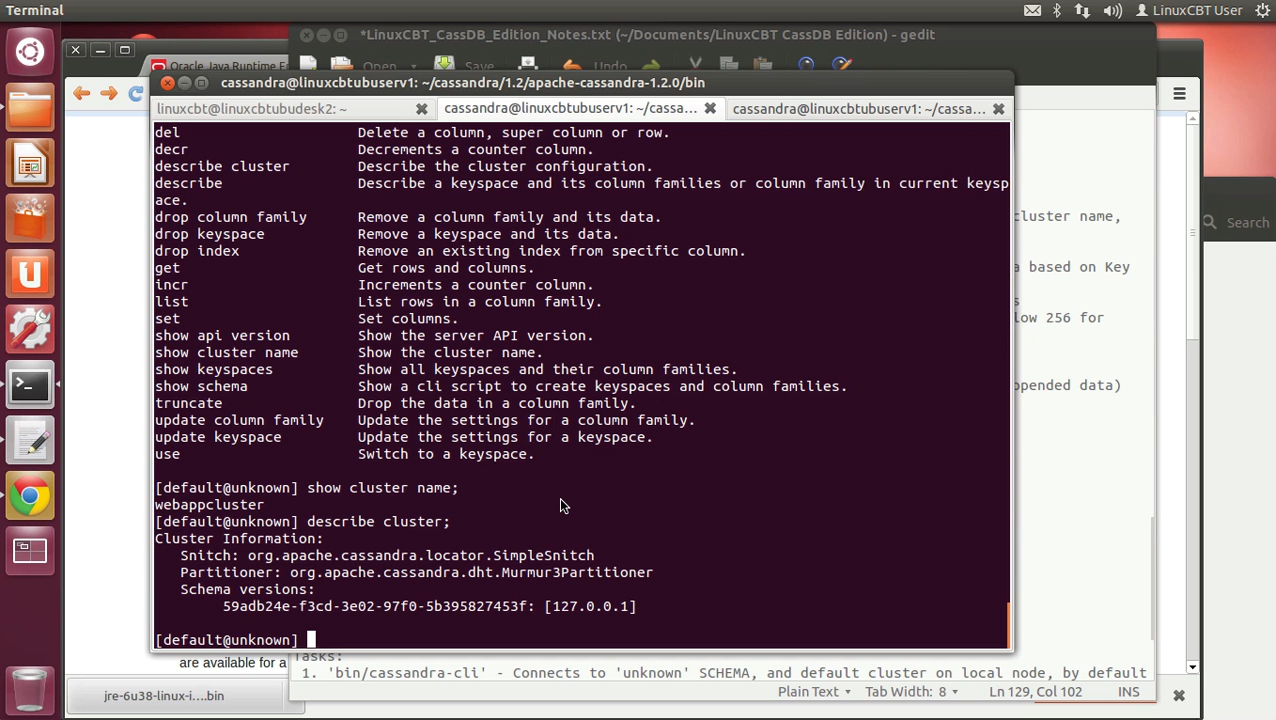 Terminal
LinuxCBT User
*LinuxCBT_CassDB_Edition_Notes.txt (~/Documents/LinuxCBT CassDB Edition) - gedit
Oracle Java Runtime E
Open
Save
Undo
cassandra@linuxcbtubuserv1: ~/cassandra/1.2/apache-cassandra-1.2.0/bin
linuxcbt@linuxcbtubudesk2: ~
cassandra@linuxcbtubuserv1: ~/cassa...
cassandra@linuxcbtubuserv1: ~/cassa...
del Delete a column, super column or row.
decr Decrements a counter column.
describe cluster Describe the cluster configuration.
describe Describe a keyspace and its column families or column family in current keysp
ace.
drop column family Remove a column family and its data.
drop keyspace Remove a keyspace and its data.
drop index Remove an existing index from specific column.
get Get rows and columns.
incr Increments a counter column.
list List rows in a column family.
set Set columns.
show api version Show the server API version.
show cluster name Show the cluster name.
show keyspaces Show all keyspaces and their column families.
show schema Show a cli script to create keyspaces and column families.
truncate Drop the data in a column family.
update column family Update the settings for a column family.
update keyspace Update the settings for a keyspace.
use Switch to a keyspace.
[default@unknown] show cluster name;
webappcluster
[default@unknown] describe cluster;
Cluster Information:
Snitch: org.apache.cassandra.locator.SimpleSnitch
Partitioner: org.apache.cassandra.dht.Murmur3Partitioner
Schema versions:
59adb24e-f3cd-3e02-97f0-5b395827453f: [127.0.0.1]
[default@unknown]
cluster name,
a based on Key
s
low 256 for
ppended data)
Search
are available for a
Tasks:
1. 'bin/cassandra-cli' - Connects to 'unknown' SCHEMA, and default cluster on local node, by default
jre-6u38-linux-i....bin
Plain Text
Tab Width: 8
Ln 129, Col 102
INS